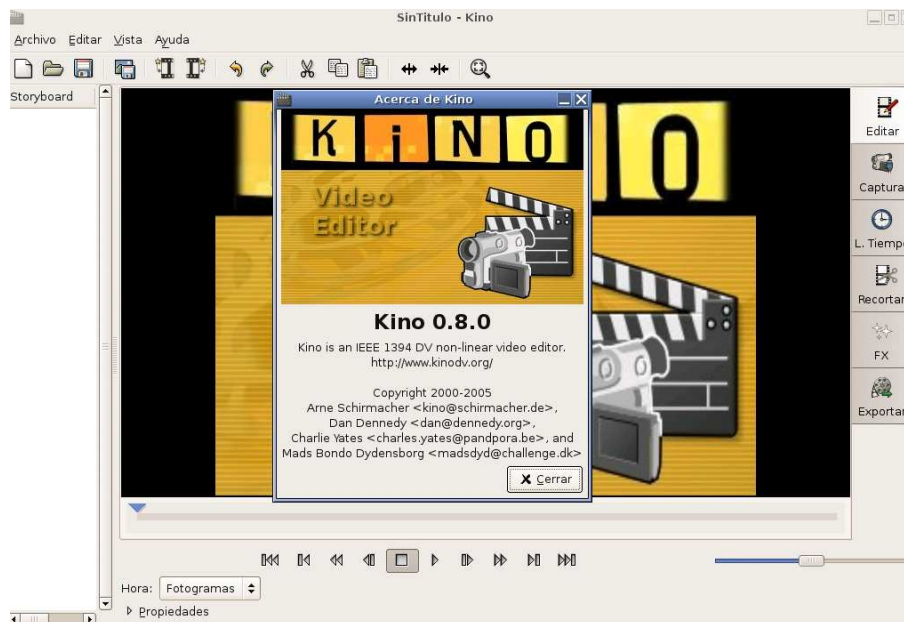 SinTitulo - Kino
Archivo Editar Vista Ayuda
Storyboard
Acerca de Kino
KiNO
Video
Editor
Kino 0.8.0
Kino is an IEEE 1394 DV non-linear video editor.
http://www.kinodv.org/
Copyright 2000-2005
Arne Schirmacher <kino@schirmacher.de>,
Dan Dennedy <dan@dennedy.org>,
Charlie Yates <charles.yates@pandpora.be>, and
Mads Bondo Dydensborg <madsdyd@challenge.dk>
Cerrar
O
Editar
Captura
L. Tiempo
Recortar
FX
Exportar
Hora: Fotogramas
Propiedades